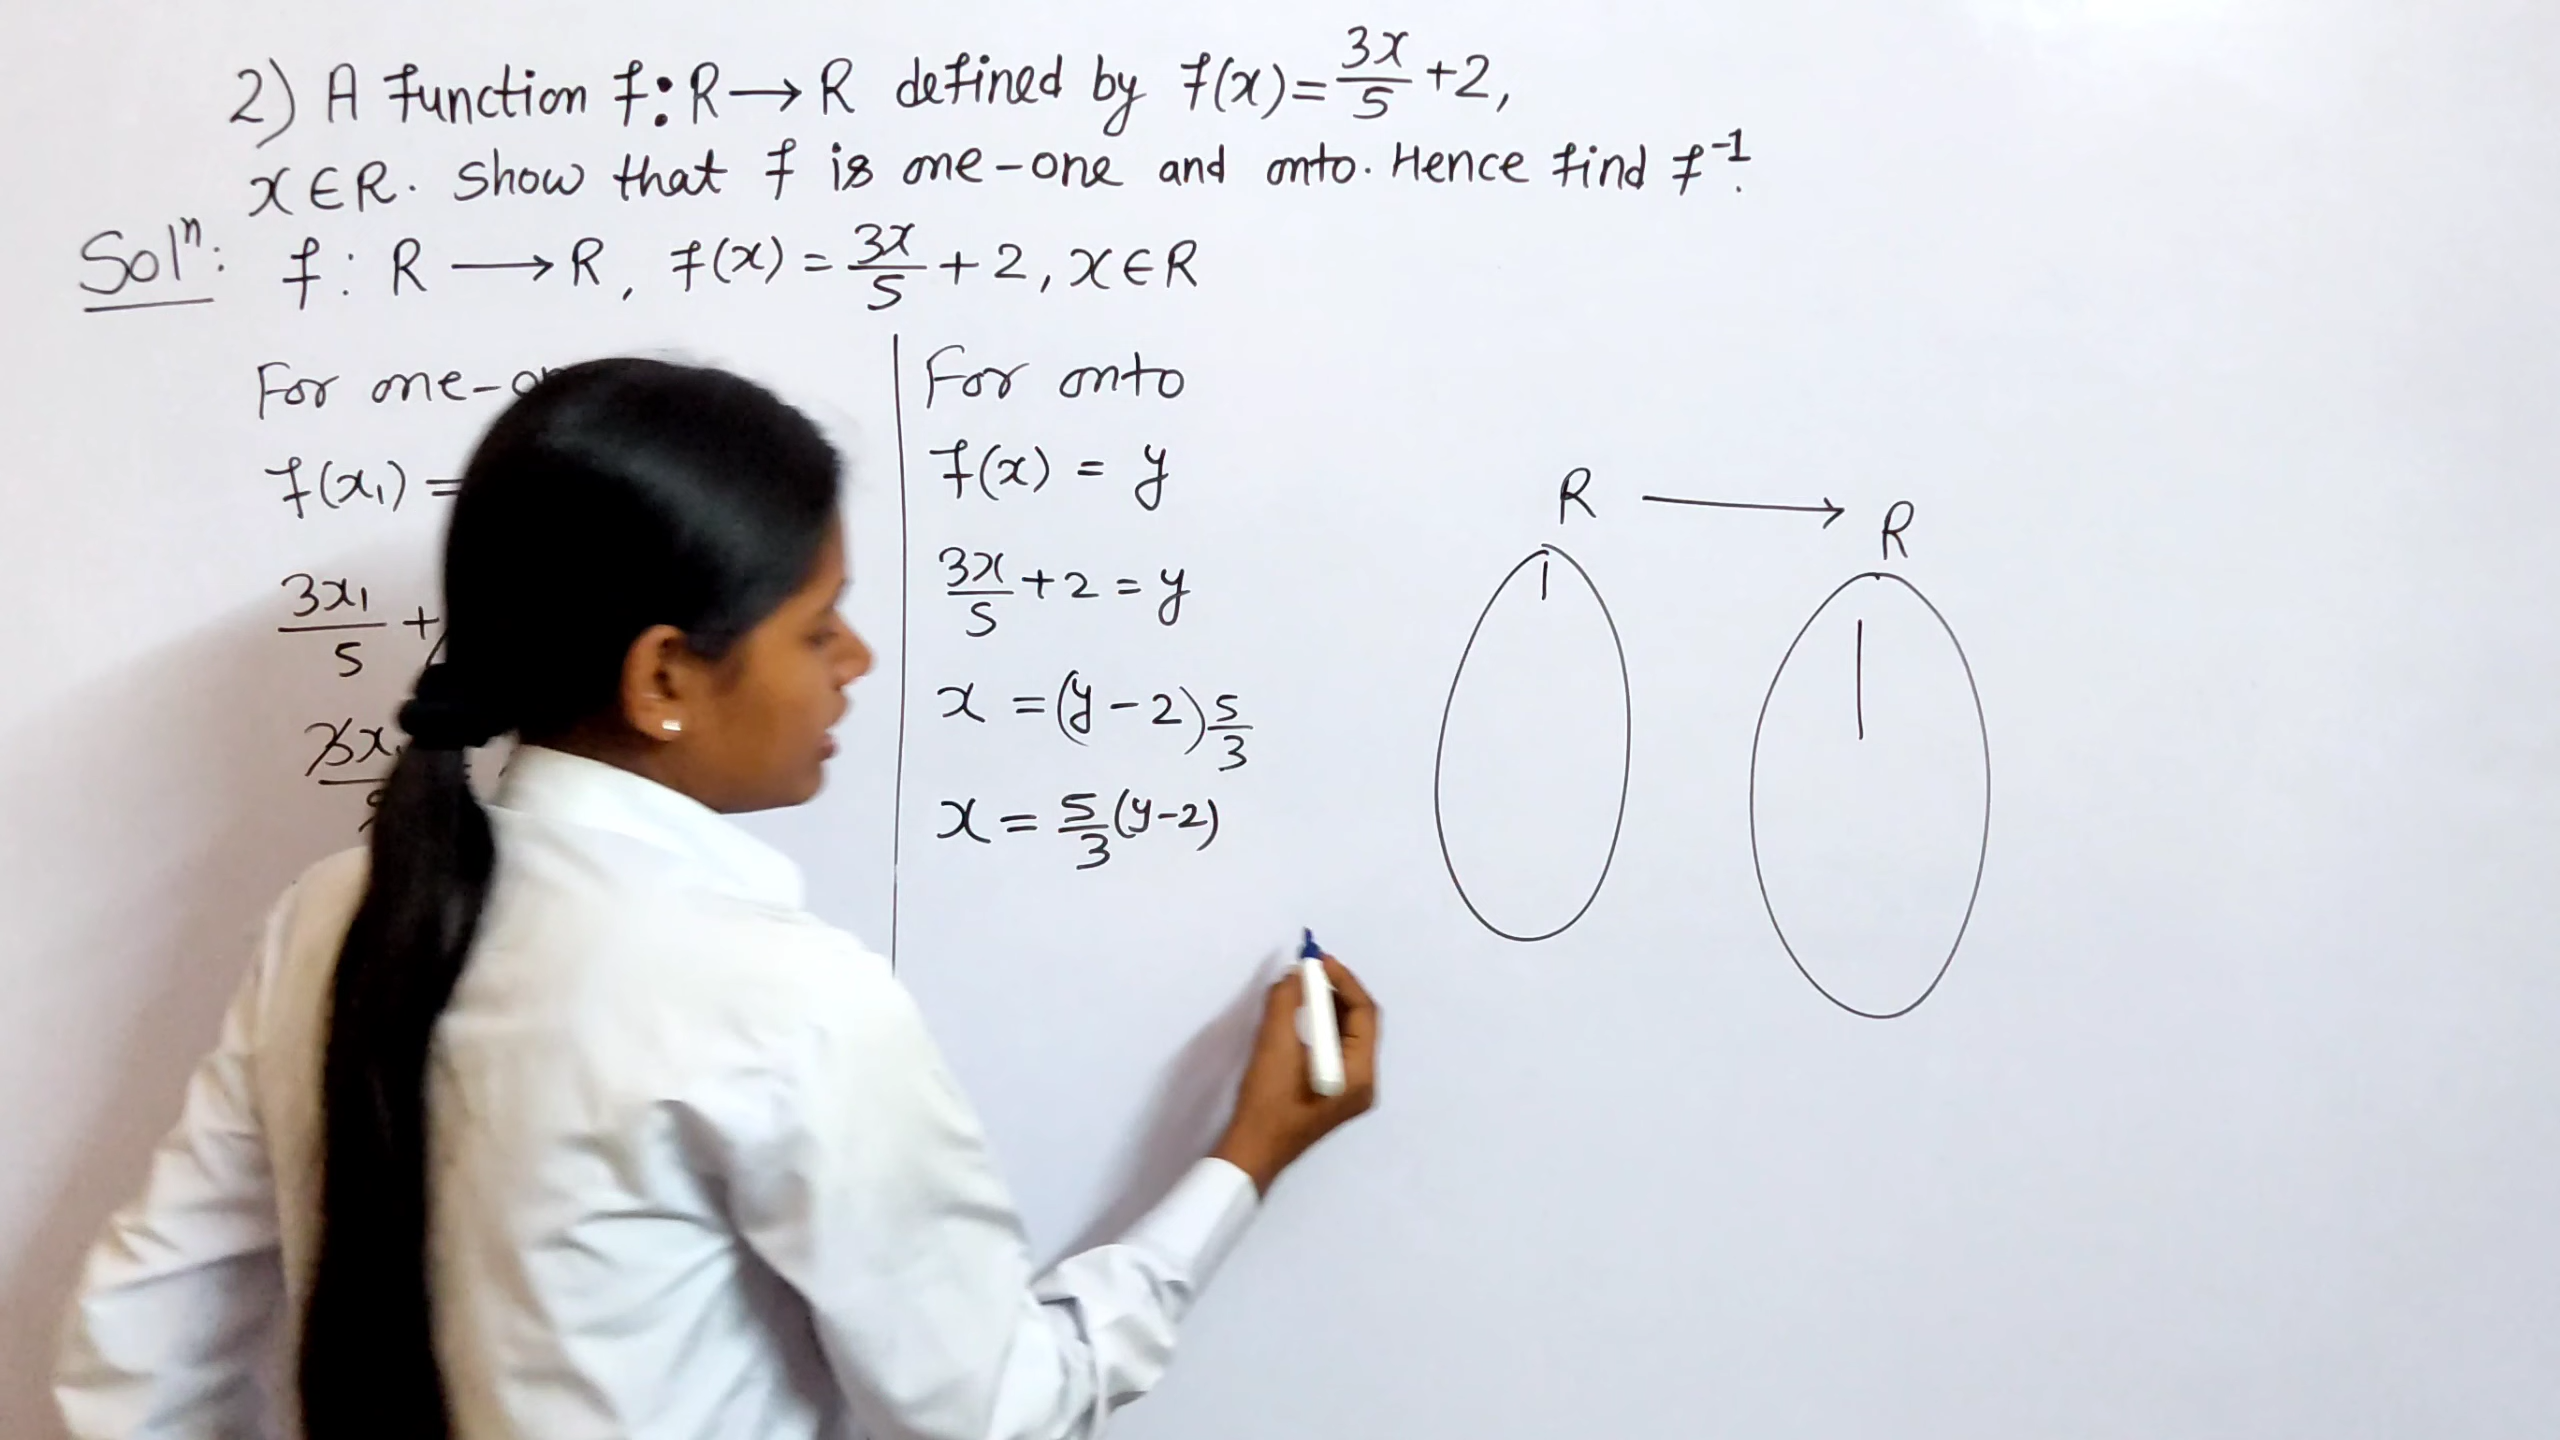 2) A function f: R → R defined by f(x) = 3x/5 + 2,
x ∈ R. Show that f is one-one and onto. Hence find f⁻¹.
Solⁿ: f : R → R, f(x) = 3x/5 + 2, x ∈ R
For one-
f(x₁) =
3x₁/5 +
3x₁
For onto
f(x) = y
3x/5 + 2 = y
x = (y - 2) 5/3
x = 5/3 (y-2)
R → R